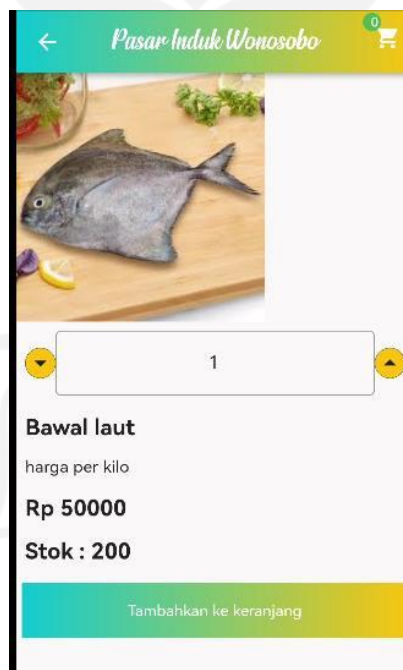 Pasar Induk Wonosobo
0
1
Bawal laut
harga per kilo
Rp 50000
Stok : 200
Tambahkan ke keranjang